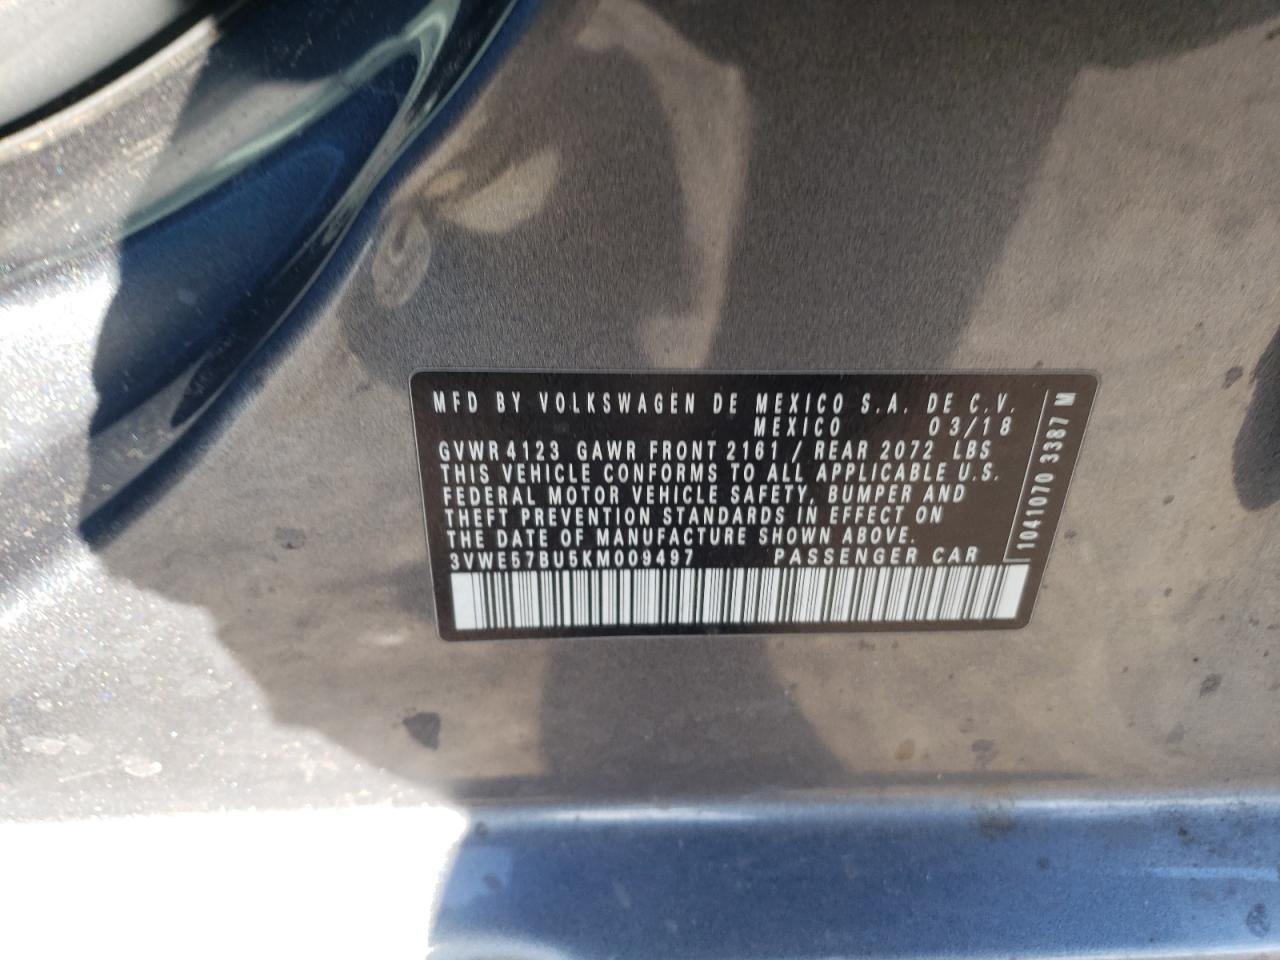 MFD BY VOLKSWAGEN DE MEXICO S.A. DE C.V.
MEXICO 03/18
GVWR 4123 GAWR FRONT 2161 / REAR 2072 LBS
THIS VEHICLE CONFORMS TO ALL APPLICABLE U.S.
FEDERAL MOTOR VEHICLE SAFETY, BUMPER AND
THEFT PREVENTION STANDARDS IN EFFECT ON
THE DATE OF MANUFACTURE SHOWN ABOVE.
3VWE57BU5KM009497 PASSENGER CAR
1041070 3387 M